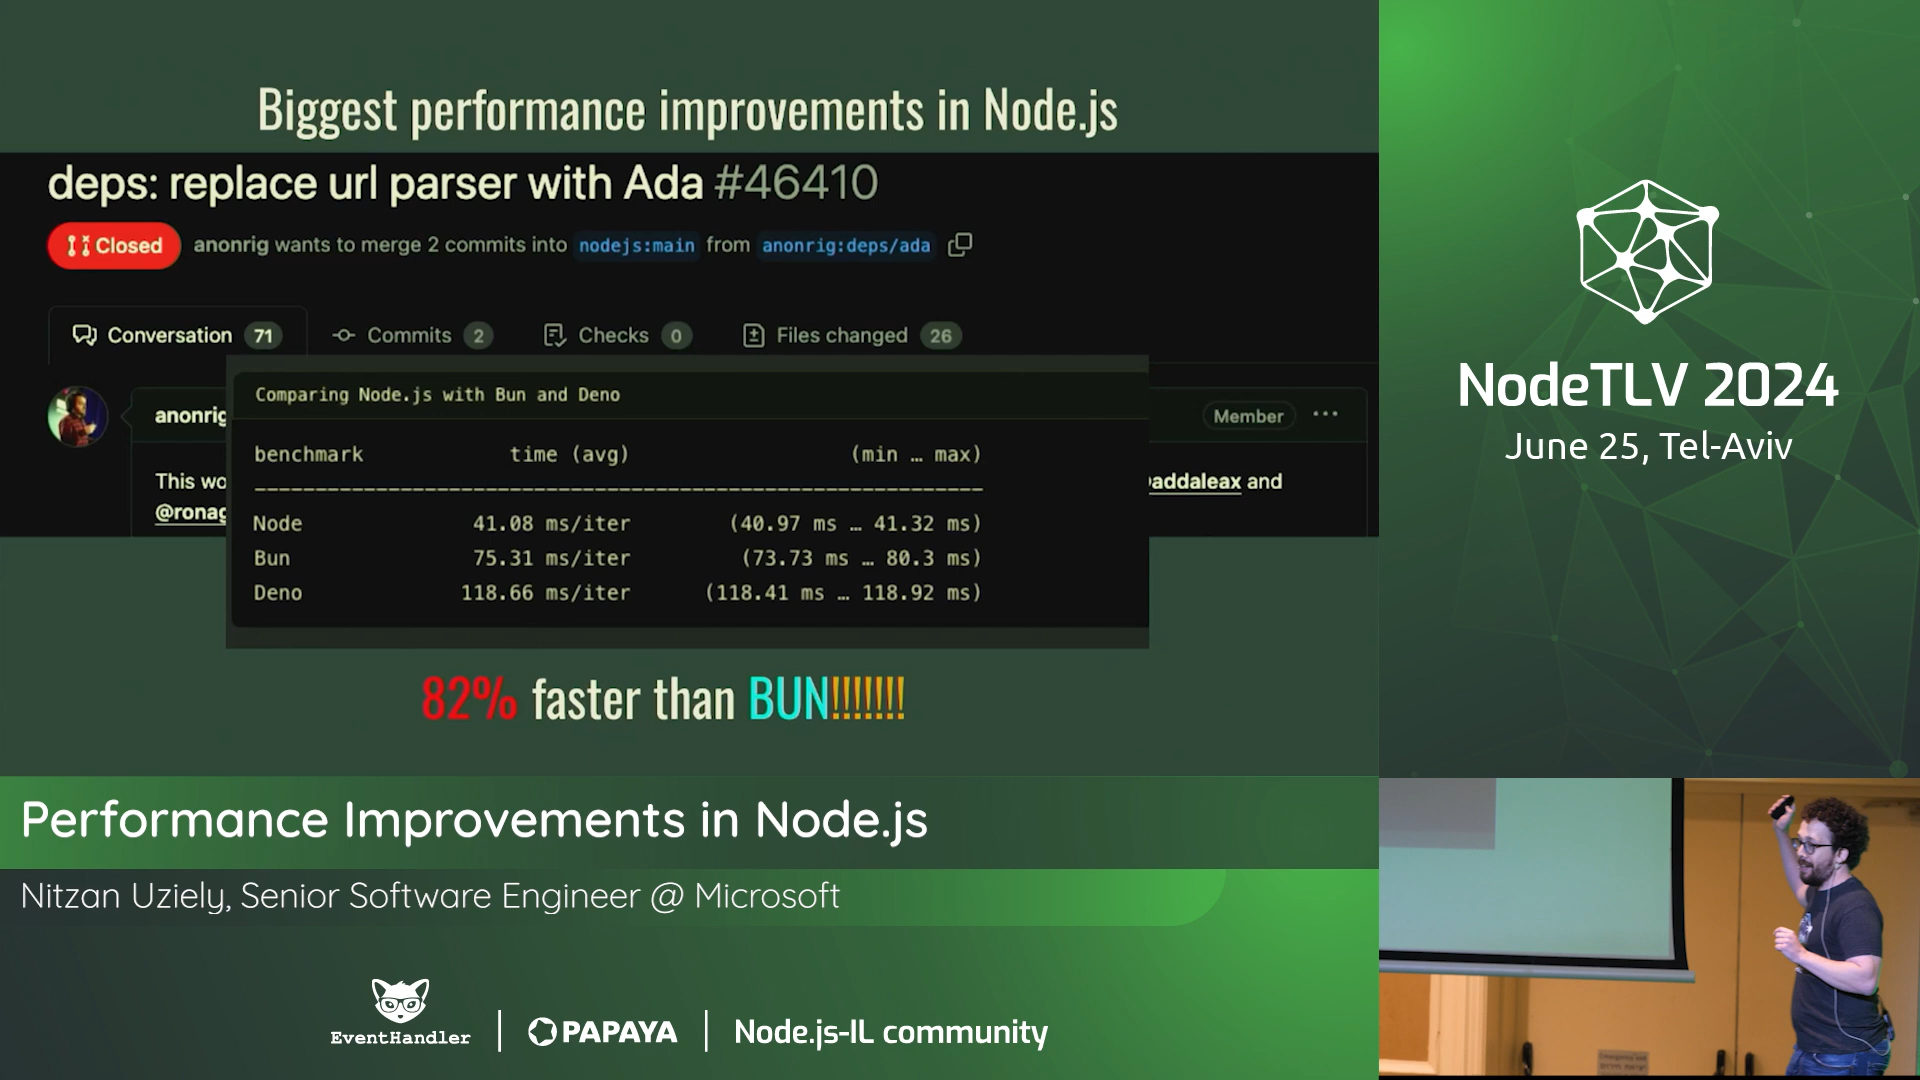 Biggest performance improvements in Node.js
deps: replace url parser with Ada #46410
Closed anonrig wants to merge 2 commits into nodejs:main from anonrig:deps/ada
Conversation 71 Commits 2 Checks 0 Files changed 26
anonrig
Member
This wo
addaleax and
@ronag
Comparing Node.js with Bun and Deno
benchmark time (avg) (min … max)
Node 41.08 ms/iter (40.97 ms … 41.32 ms)
Bun 75.31 ms/iter (73.73 ms … 80.3 ms)
Deno 118.66 ms/iter (118.41 ms … 118.92 ms)
82% faster than BUN!!!!!!!
NodeTLV 2024
June 25, Tel-Aviv
Performance Improvements in Node.js
Nitzan Uziely, Senior Software Engineer @ Microsoft
EventHandler
PAPAYA
Node.js-IL community